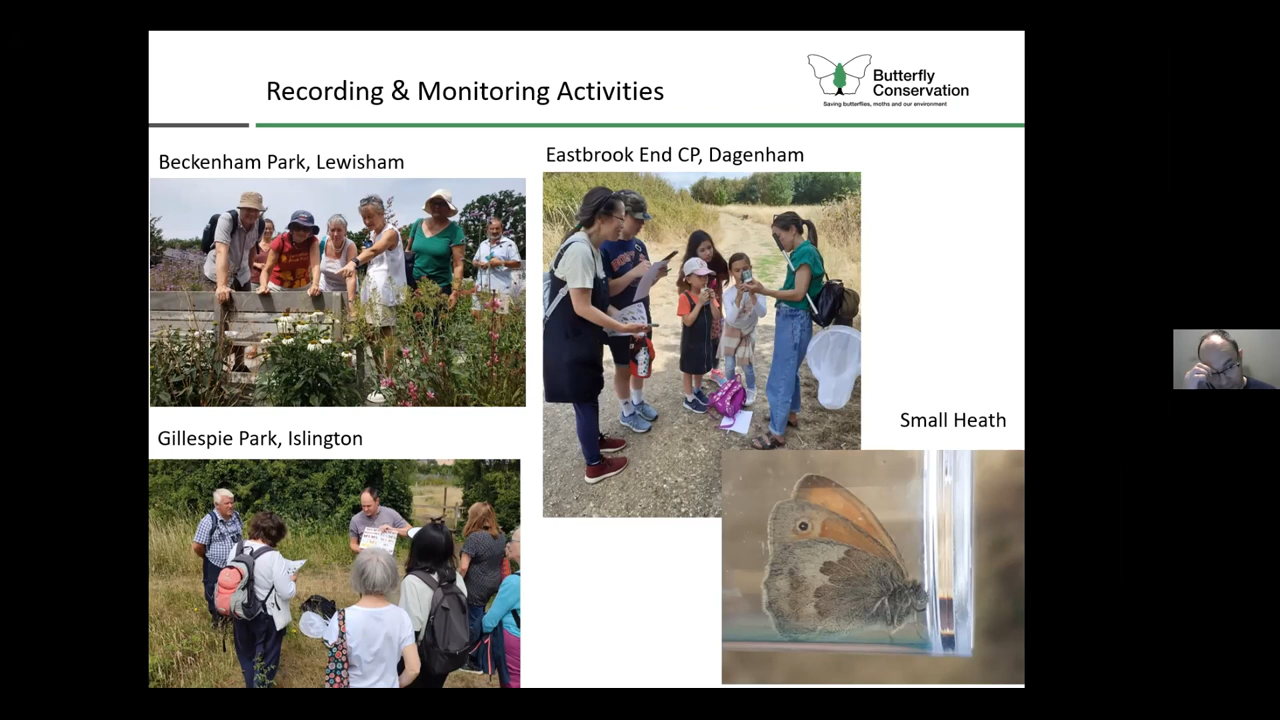 Recording & Monitoring Activities
Butterfly
Conservation
Saving butterflies, moths and our environment
Beckenham Park, Lewisham
Eastbrook End CP, Dagenham
Gillespie Park, Islington
Small Heath